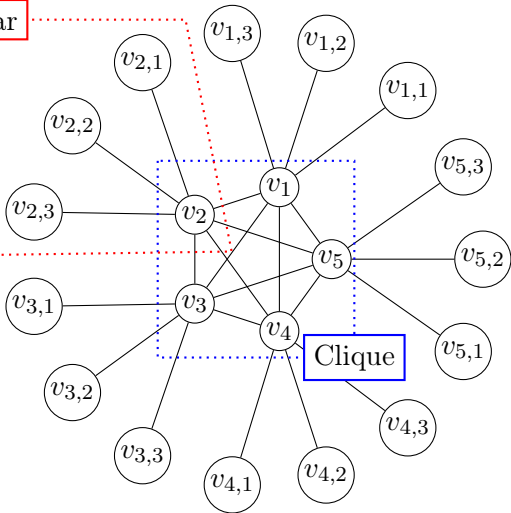 ar
v1,3
v1,2
v2,1
v1,1
v2,2
v5,3
v1
v2,3
v2
v5
v5,2
v3,1
v3
v4
Clique
v5,1
v3,2
v4,3
v3,3
v4,1
v4,2